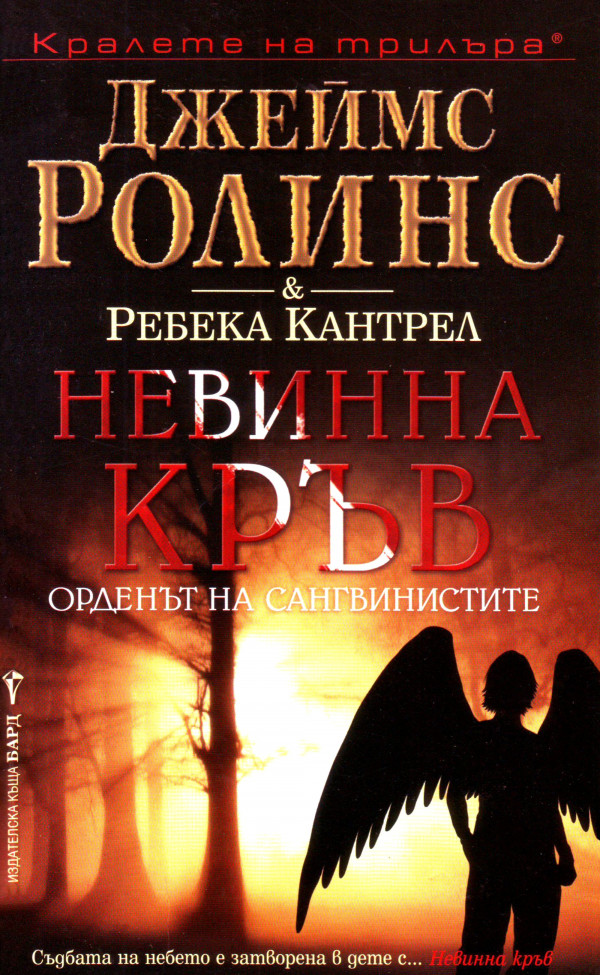 Кралете на трилъра®
ДЖЕЙМС
РОЛИНС
&
РЕБЕКА КАНТРЕЛ
НЕВИННА
КРЪВ
ОРДЕНЪТ НА САНГВИНИСТИТЕ
ИЗДАТЕЛСКА КЪЩА БАРД
Съдбата на небето е затворена в дете с... Невинна кръв